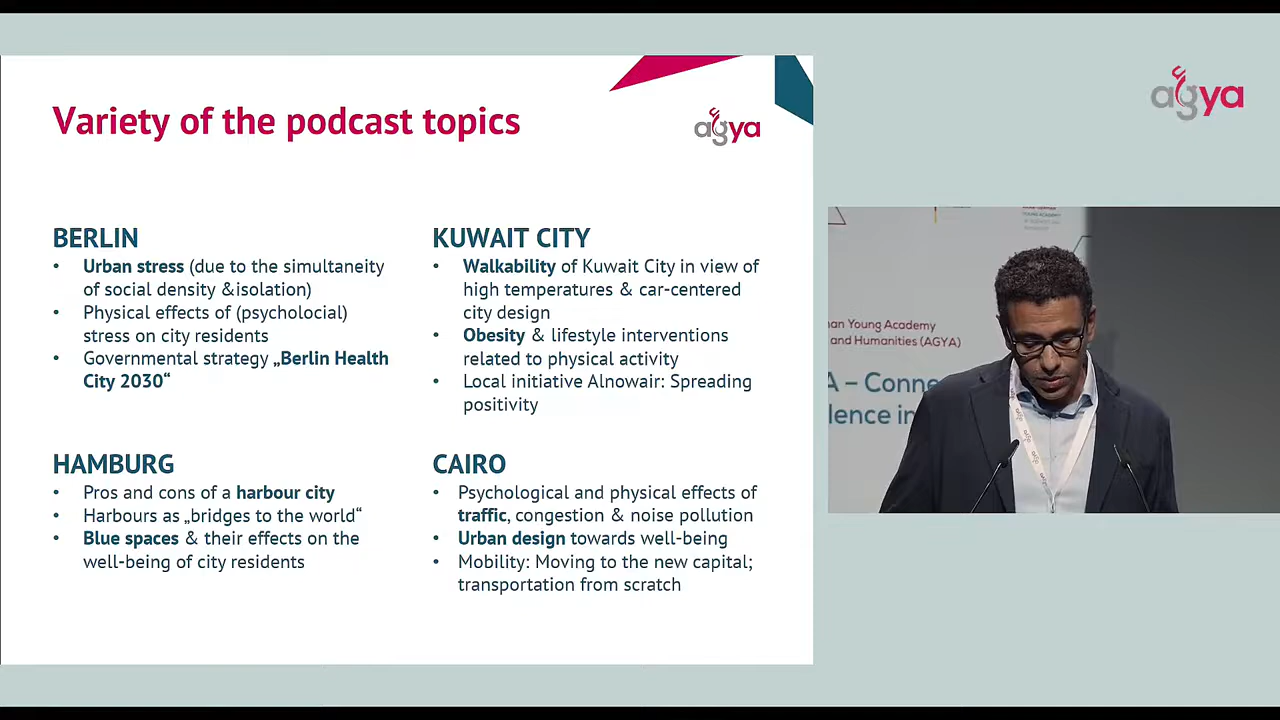 Variety of the podcast topics
agya
BERLIN
• Urban stress (due to the simultaneity
of social density &isolation)
• Physical effects of (psycholocial)
stress on city residents
• Governmental strategy „Berlin Health
City 2030“
KUWAIT CITY
• Walkability of Kuwait City in view of
high temperatures & car-centered
city design
• Obesity & lifestyle interventions
related to physical activity
• Local initiative Alnowair: Spreading
positivity
HAMBURG
• Pros and cons of a harbour city
• Harbours as „bridges to the world“
• Blue spaces & their effects on the
well-being of city residents
CAIRO
• Psychological and physical effects of
traffic, congestion & noise pollution
• Urban design towards well-being
• Mobility: Moving to the new capital;
transportation from scratch
agya
Young Academy
and Humanities (AGYA)